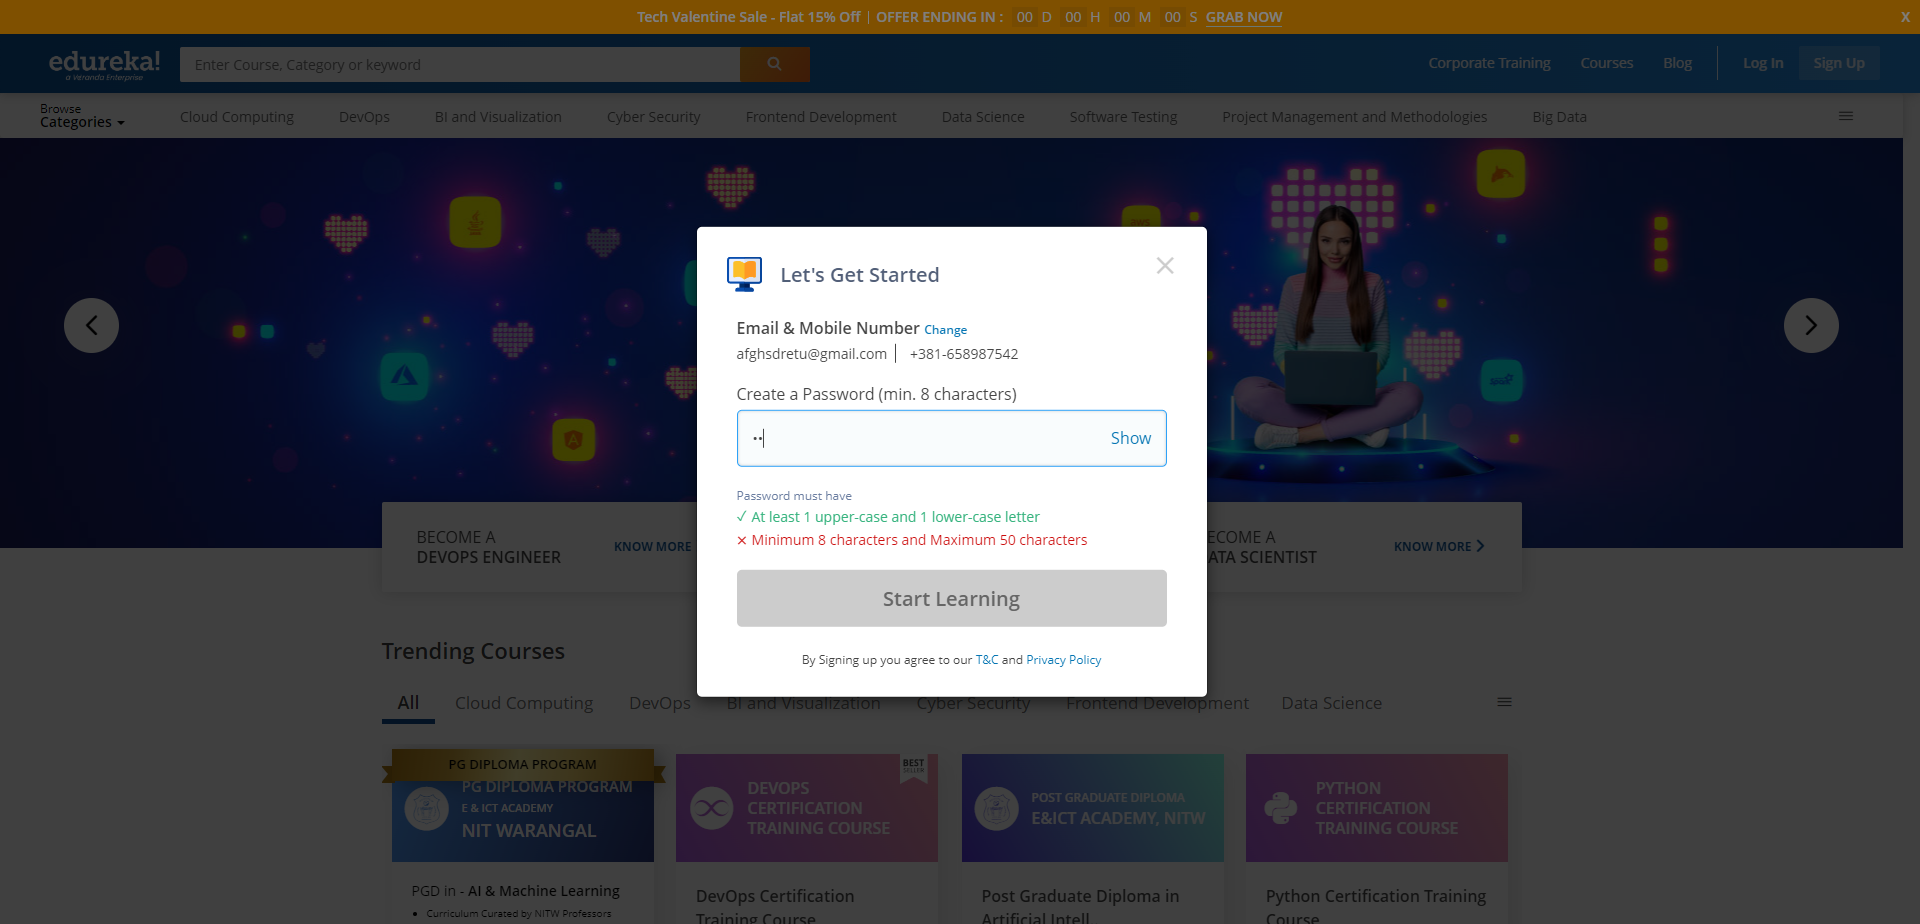 Tech Valentine Sale - Flat 15% Off | OFFER ENDING IN : 00 D 00 H 00 M 00 S GRAB NOW X
edureka!
a Veranda Enterprise
Enter Course, Category or keyword
Corporate Training Courses Blog Log In Sign Up
Browse
Categories
Cloud Computing DevOps BI and Visualization Cyber Security Frontend Development Data Science Software Testing Project Management and Methodologies Big Data
Let's Get Started
Email & Mobile Number Change
afghsdretu@gmail.com | +381-658987542
Create a Password (min. 8 characters)
Show
Password must have
✓ At least 1 upper-case and 1 lower-case letter
✕ Minimum 8 characters and Maximum 50 characters
Start Learning
By Signing up you agree to our T&C and Privacy Policy
BECOME A
DEVOPS ENGINEER
KNOW MORE
ECOME A
ATA SCIENTIST
KNOW MORE
Trending Courses
All Cloud Computing DevOps BI and Visualization Cyber Security Frontend Development Data Science
PG DIPLOMA PROGRAM
PG DIPLOMA PROGRAM
E & ICT ACADEMY
NIT WARANGAL
PGD in - AI & Machine Learning
• Curriculum Curated by NITW Professors
BEST
SELLER
DEVOPS
CERTIFICATION
TRAINING COURSE
DevOps Certification
Training Course
POST GRADUATE DIPLOMA
E&ICT ACADEMY, NITW
Post Graduate Diploma in
Artificial Intell...
PYTHON
CERTIFICATION
TRAINING COURSE
Python Certification Training
Course